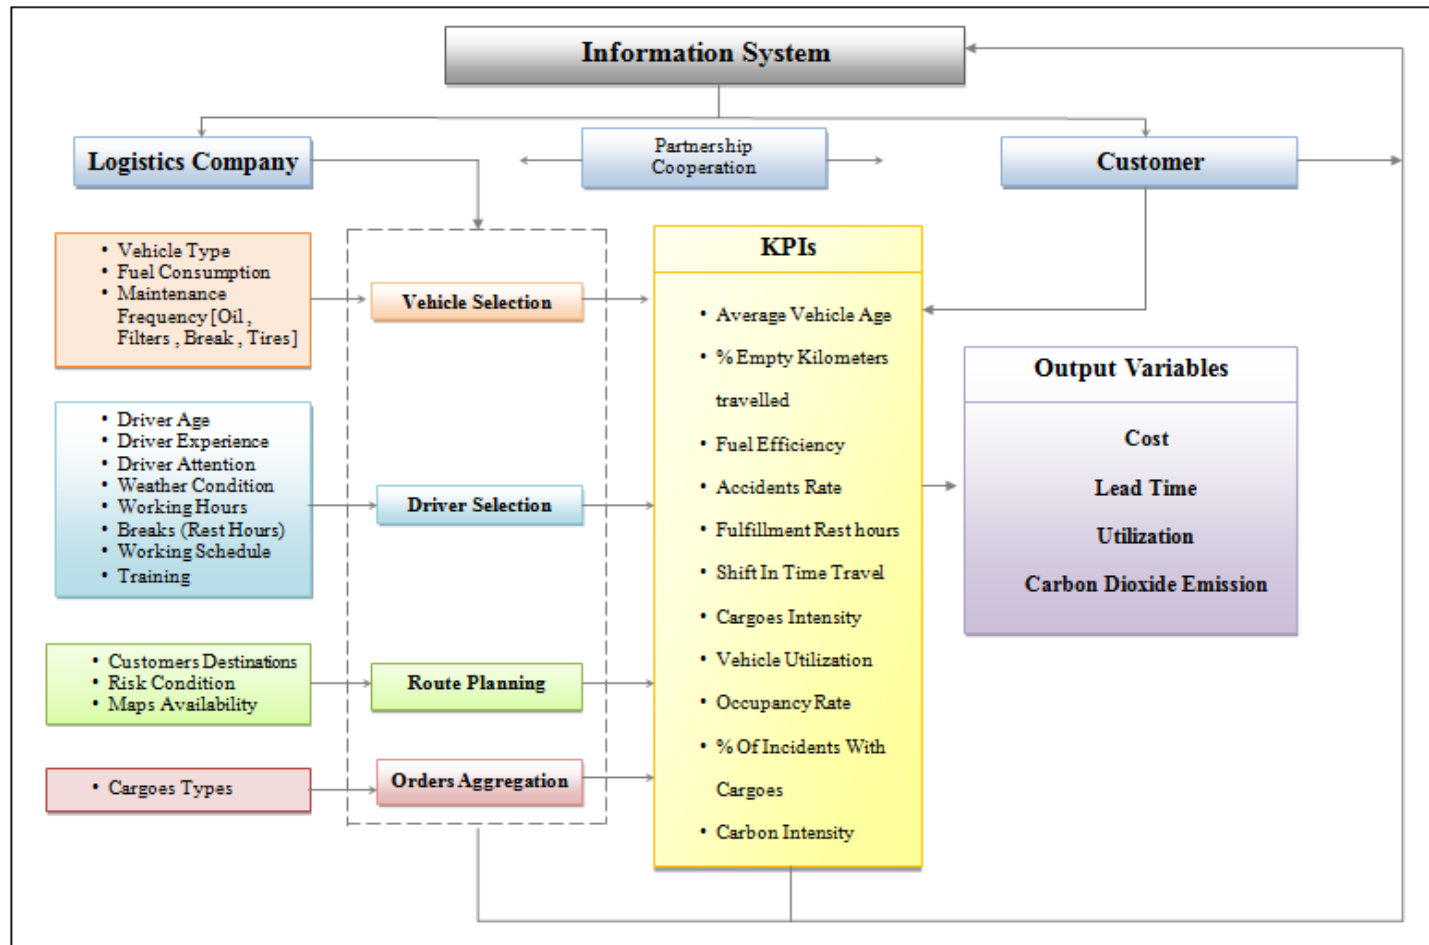 Information System
Logistics Company
Partnership
Cooperation
Customer
• Vehicle Type
• Fuel Consumption
• Maintenance
Frequency [Oil ,
Filters , Break , Tires]
Vehicle Selection
• Driver Age
• Driver Experience
• Driver Attention
• Weather Condition
• Working Hours
• Breaks (Rest Hours)
• Working Schedule
• Training
Driver Selection
• Customers Destinations
• Risk Condition
• Maps Availability
Route Planning
• Cargoes Types
Orders Aggregation
KPIs
• Average Vehicle Age
• % Empty Kilometers
travelled
• Fuel Efficiency
• Accidents Rate
• Fulfillment Rest hours
• Shift In Time Travel
• Cargoes Intensity
• Vehicle Utilization
• Occupancy Rate
• % Of Incidents With
Cargoes
• Carbon Intensity
Output Variables
Cost
Lead Time
Utilization
Carbon Dioxide Emission